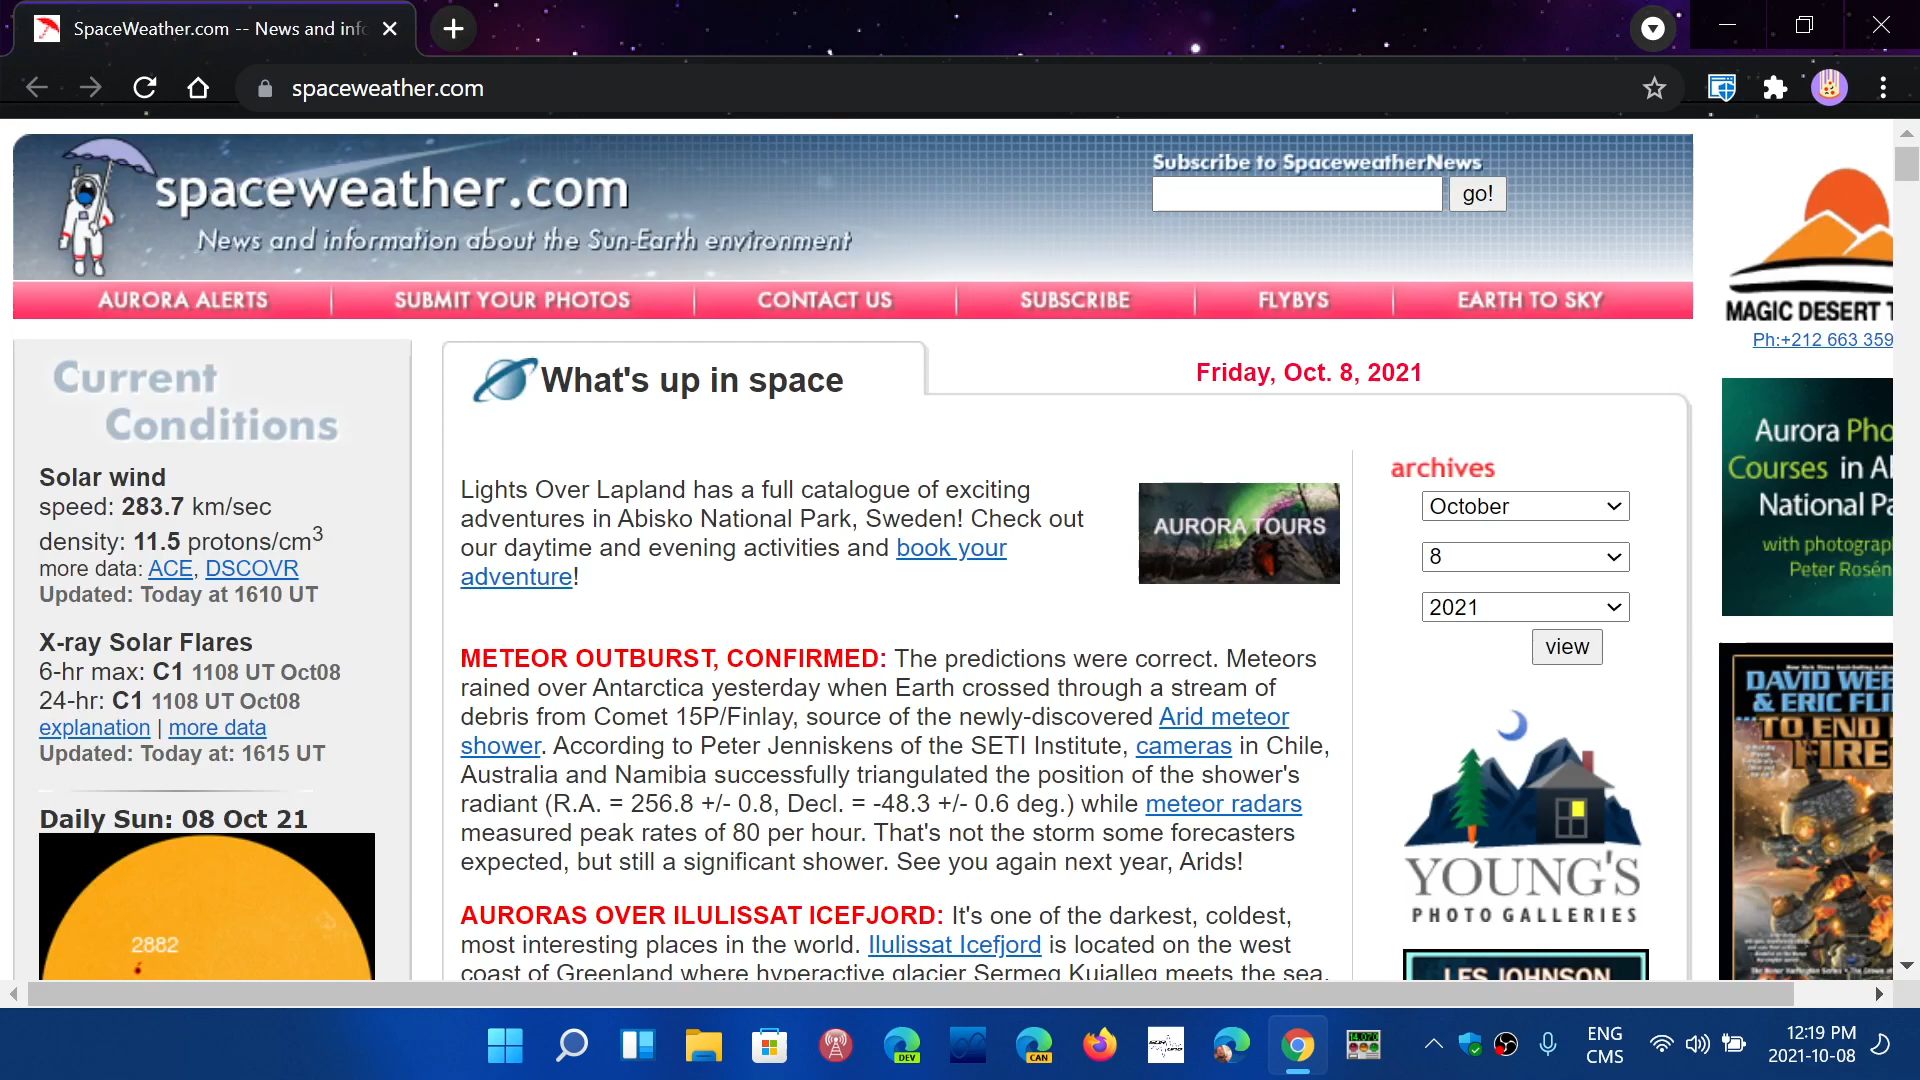 SpaceWeather.com -- News and info
spaceweather.com
spaceweather.com
News and information about the Sun-Earth environment
Subscribe to SpaceweatherNews
go!
AURORA ALERTS
SUBMIT YOUR PHOTOS
CONTACT US
SUBSCRIBE
FLYBYS
EARTH TO SKY
MAGIC DESERT T
Ph:+212 663 359
Current
Conditions
Solar wind
speed: 283.7 km/sec
density: 11.5 protons/cm3
more data: ACE, DSCOVR
Updated: Today at 1610 UT
X-ray Solar Flares
6-hr max: C1 1108 UT Oct08
24-hr: C1 1108 UT Oct08
explanation | more data
Updated: Today at: 1615 UT
Daily Sun: 08 Oct 21
2882
What's up in space
Friday, Oct. 8, 2021
Lights Over Lapland has a full catalogue of exciting
adventures in Abisko National Park, Sweden! Check out
our daytime and evening activities and book your
adventure!
AURORA TOURS
METEOR OUTBURST, CONFIRMED: The predictions were correct. Meteors
rained over Antarctica yesterday when Earth crossed through a stream of
debris from Comet 15P/Finlay, source of the newly-discovered Arid meteor
shower. According to Peter Jenniskens of the SETI Institute, cameras in Chile,
Australia and Namibia successfully triangulated the position of the shower's
radiant (R.A. = 256.8 +/- 0.8, Decl. = -48.3 +/- 0.6 deg.) while meteor radars
measured peak rates of 80 per hour. That's not the storm some forecasters
expected, but still a significant shower. See you again next year, Arids!
AURORAS OVER ILULISSAT ICEFJORD: It's one of the darkest, coldest,
most interesting places in the world. Ilulissat Icefjord is located on the west
coast of Greenland where hyperactive glacier Sermeq Kujalleq meets the sea.
archives
October
8
2021
view
YOUNG'S
PHOTO GALLERIES
LES JOHNSON
Aurora Pho
Courses in Ab
National Pa
with photograp
Peter Rosén
DAVID WEB
& ERIC FLI
TO END I
FIRE
DEV
CAN
ENG
CMS
12:19 PM
2021-10-08